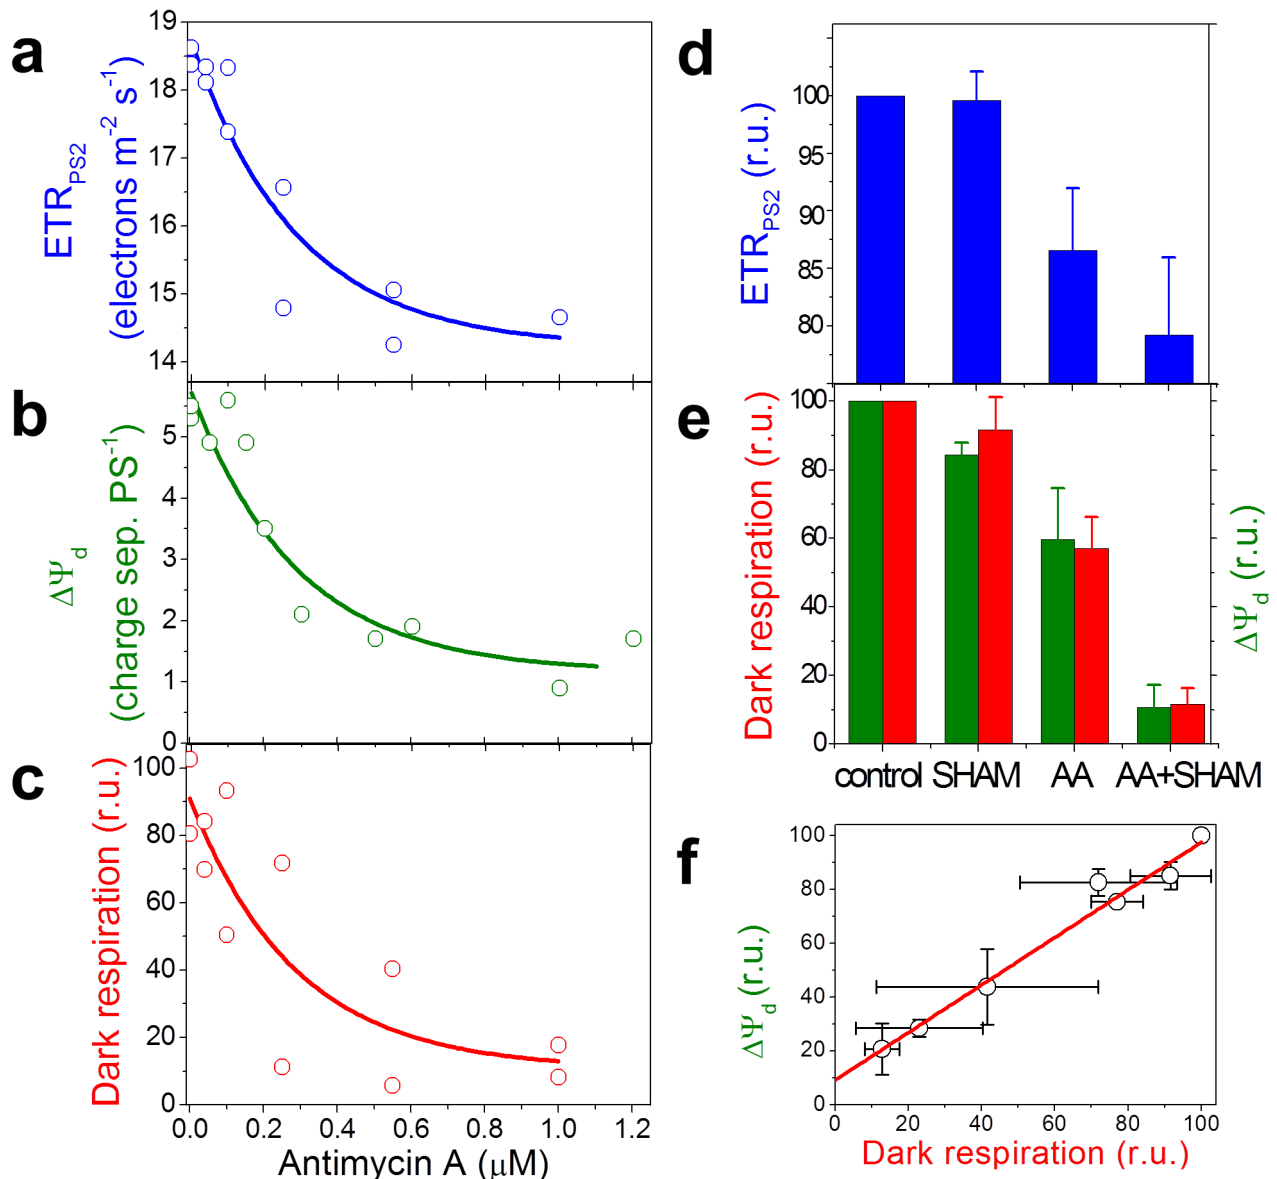 a
19
18
17
16
15
14
ETR_PS2
(electrons m⁻² s⁻¹)
b
5
4
3
2
1
0
ΔΨ_d
(charge sep. PS⁻¹)
c
100
80
60
40
20
0
Dark respiration (r.u.)
0.0 0.2 0.4 0.6 0.8 1.0 1.2
Antimycin A (μM)
d
100
95
90
85
80
ETR_PS2 (r.u.)
e
100
80
60
40
20
0
Dark respiration (r.u.)
ΔΨ_d (r.u.)
control SHAM AA AA+SHAM
f
100
80
60
40
20
0
ΔΨ_d (r.u.)
0 20 40 60 80 100
Dark respiration (r.u.)